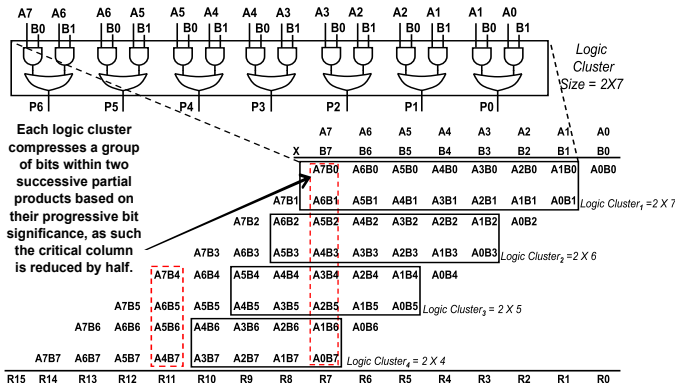 A7 A6 A6 A5 A5 A4 A4 A3 A3 A2 A2 A1 A1 A0
B0 B1 B0 B1 B0 B1 B0 B1 B0 B1 B0 B1 B0 B1
Logic
Cluster
Size = 2X7
P6 P5 P4 P3 P2 P1 P0
Each logic cluster
compresses a group
of bits within two
successive partial
products based on
their progressive bit
significance, as such
the critical column
is reduced by half.
A7 A6 A5 A4 A3 A2 A1 A0
X B7 B6 B5 B4 B3 B2 B1 B0
A7B0 A6B0 A5B0 A4B0 A3B0 A2B0 A1B0 A0B0
A7B1 A6B1 A5B1 A4B1 A3B1 A2B1 A1B1 A0B1 Logic Cluster1 =2 X 7
A7B2 A6B2 A5B2 A4B2 A3B2 A2B2 A1B2 A0B2
A7B3 A6B3 A5B3 A4B3 A3B3 A2B3 A1B3 A0B3 Logic Cluster2 =2 X 6
A7B4 A6B4 A5B4 A4B4 A3B4 A2B4 A1B4 A0B4
A7B5 A6B5 A5B5 A4B5 A3B5 A2B5 A1B5 A0B5 Logic Cluster3 = 2 X 5
A7B6 A6B6 A5B6 A4B6 A3B6 A2B6 A1B6 A0B6
A7B7 A6B7 A5B7 A4B7 A3B7 A2B7 A1B7 A0B7 Logic Cluster4 = 2 X 4
R15 R14 R13 R12 R11 R10 R9 R8 R7 R6 R5 R4 R3 R2 R1 R0